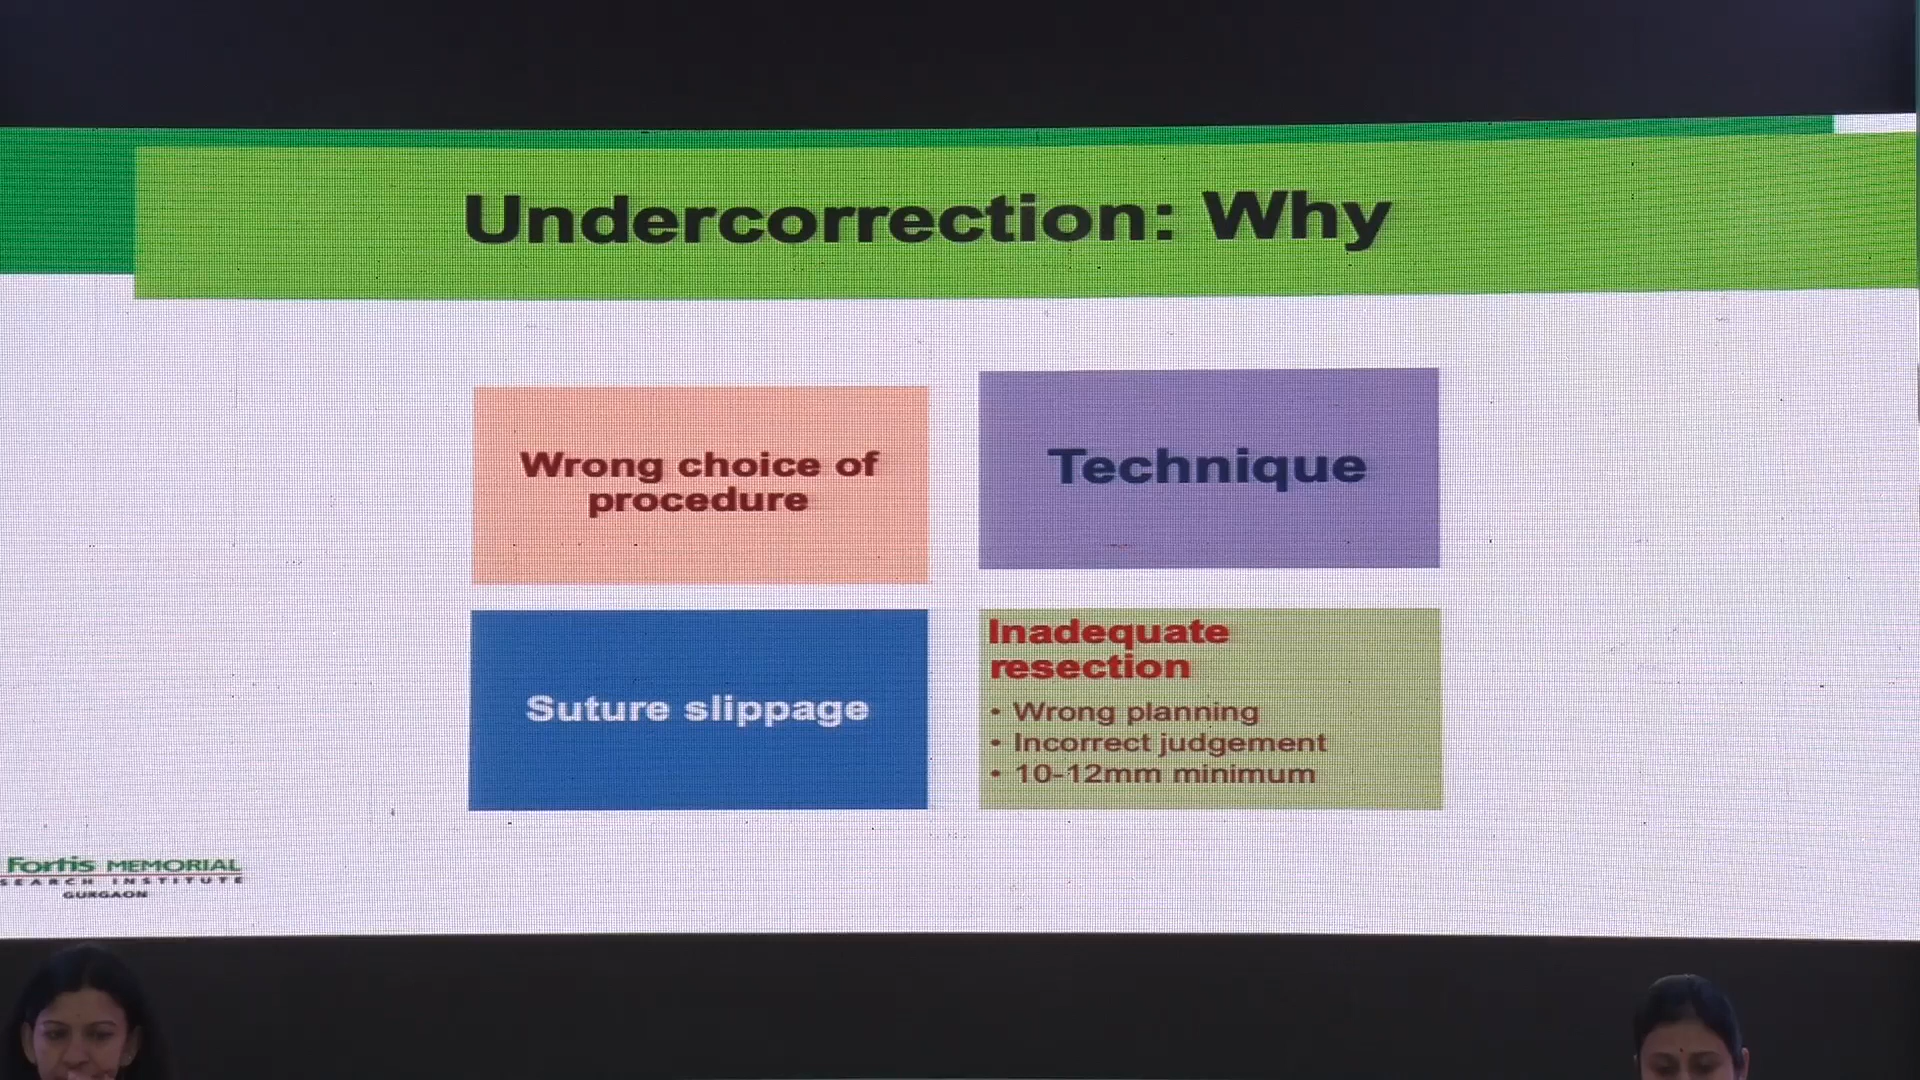 Undercorrection: Why
Wrong choice of
procedure
Technique
Suture slippage
Inadequate
resection
• Wrong planning
• Incorrect judgement
• 10-12mm minimum
Fortis MEMORIAL
SEARCH INSTITUTE
GURGAON